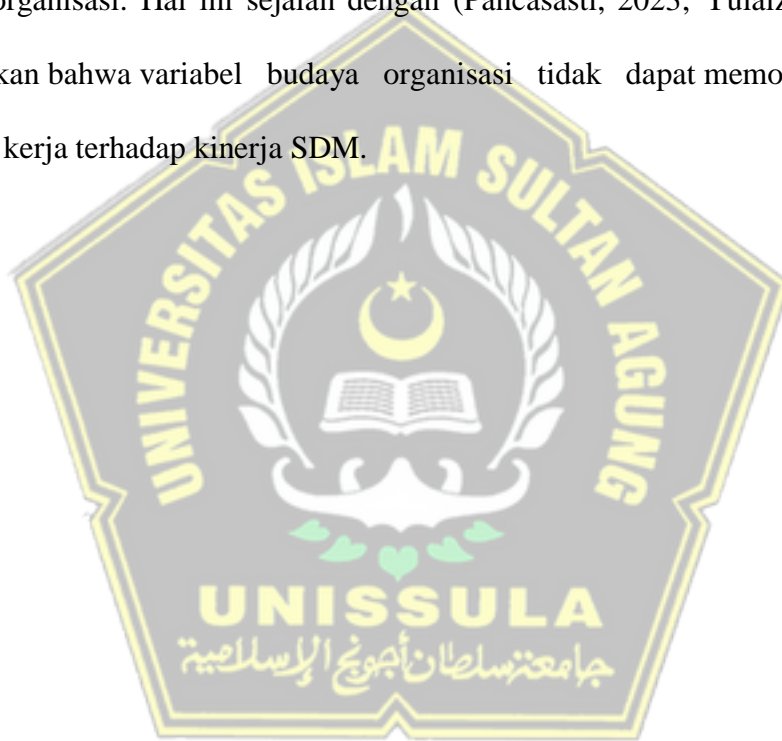 organisasi. Hal ini sejalan dengan (Pancasasti, 2023;
bahwa variabel budaya organisasi tidak dapat
kerja terhadap kinerja SDM.
UNIVERSITAS ISLAM SULTAN AGUNG
UNISSULA
جامعة سلطان أجونج الإسلامية